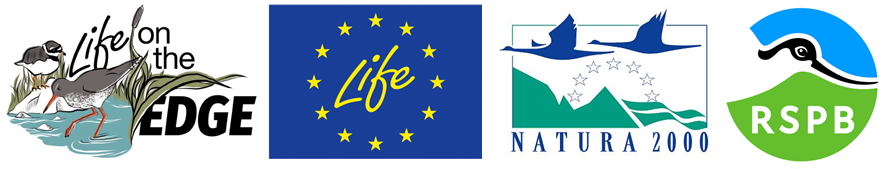 Life on
the
EDGE
Life
NATURA 2000
RSPB